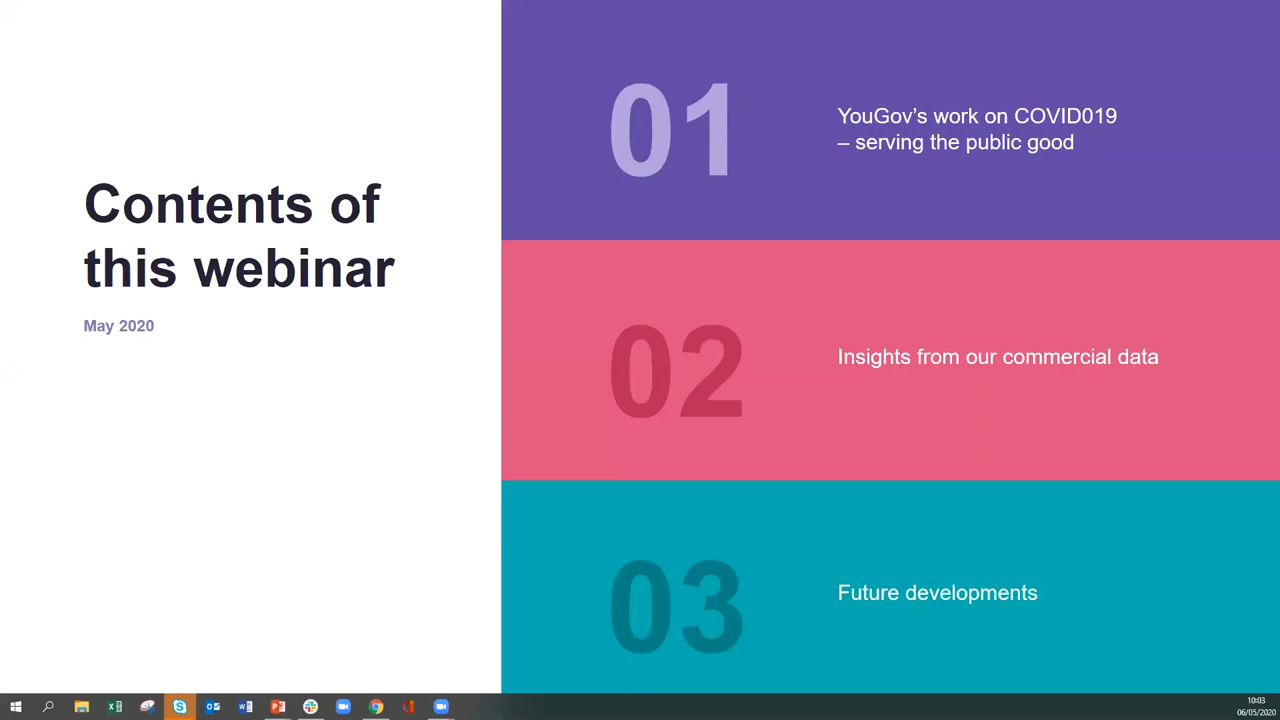 Contents of
this webinar
May 2020
01
YouGov's work on COVID019
– serving the public good
02
Insights from our commercial data
03
Future developments
10:03
06/05/2020